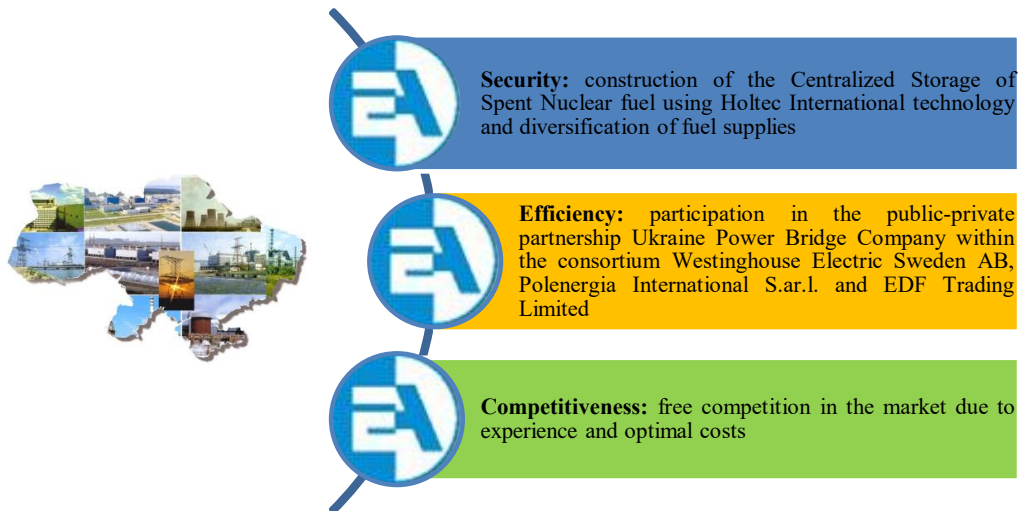 Security: construction of the Centralized Storage of
Spent Nuclear fuel using Holtec International technology
and diversification of fuel supplies
Efficiency: participation in the public-private
partnership Ukraine Power Bridge Company within
the consortium Westinghouse Electric Sweden AB,
Polenergia International S.ar.l. and EDF Trading
Limited
Competitiveness: free competition in the market due to
experience and optimal costs